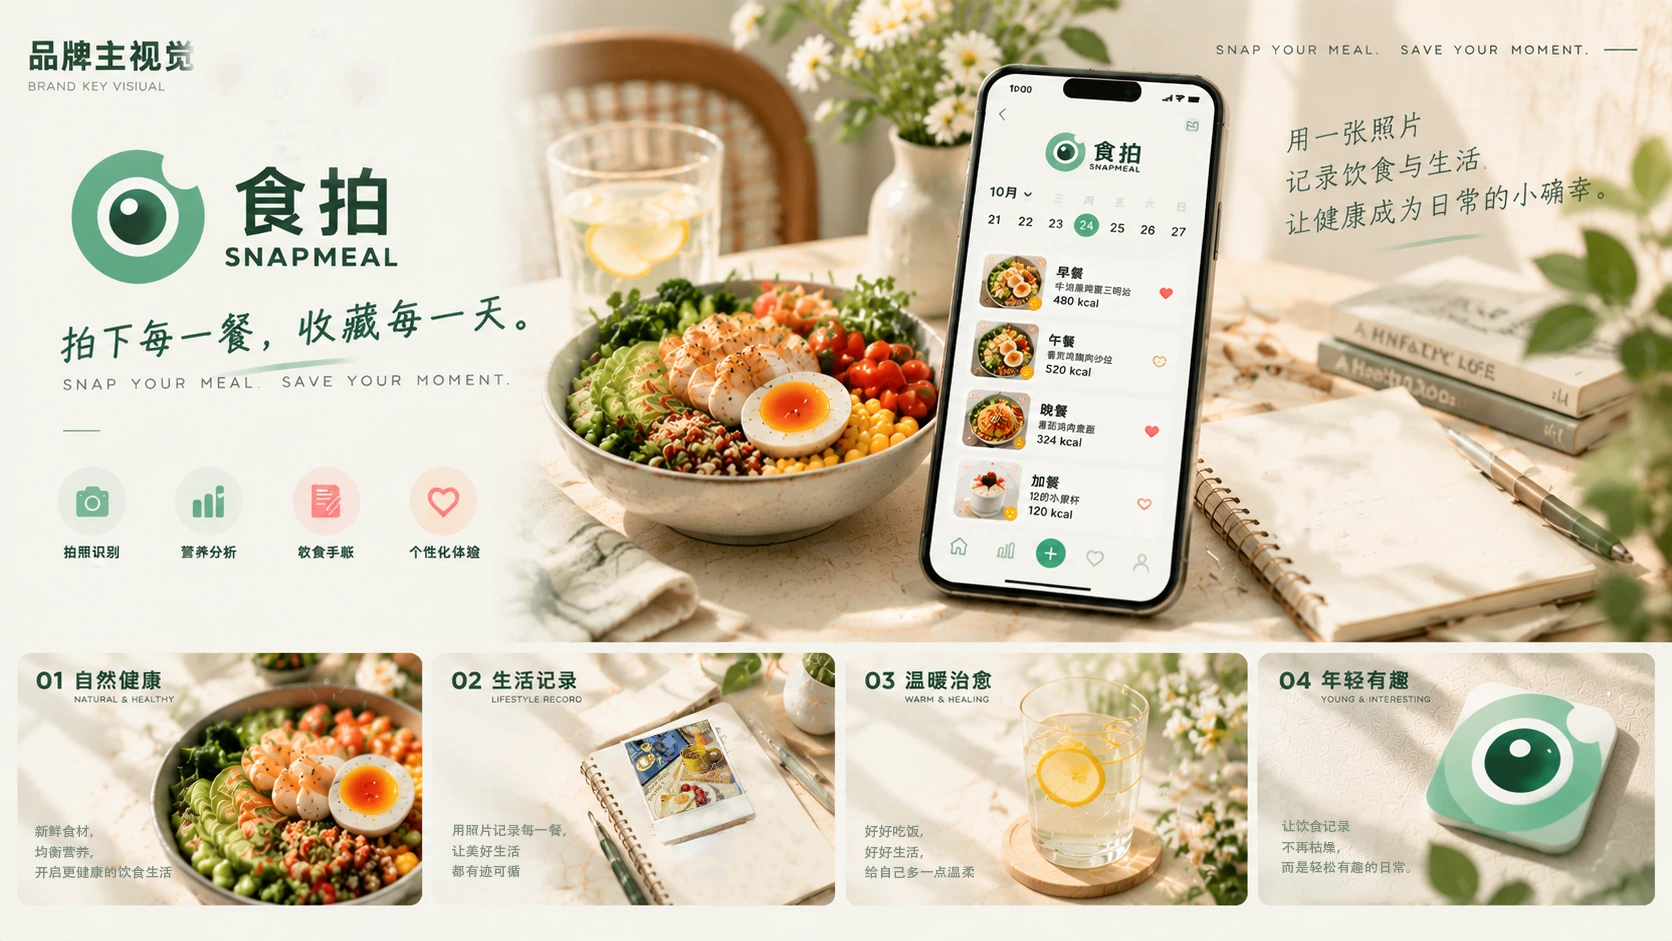 品牌主视觉
BRAND KEY VISIUAL
食拍
SNAPMEAL
拍下每一餐，收藏每一天。
SNAP YOUR MEAL. SAVE YOUR MOMENT.
拍照识别
营养分析
饮食手帐
个性化体验
SNAP YOUR MEAL. SAVE YOUR MOMENT.
用一张照片
记录饮食与生活
让健康成为日常的小确幸。
食拍
SNAPMEAL
10月
21 22 23 24 25 26 27
早餐
480 kcal
午餐
520 kcal
晚餐
324 kcal
加餐
120 kcal
01 自然健康
NATURAL & HEALTHY
新鲜食材，
均衡营养，
开启更健康的饮食生活
02 生活记录
LIFESTYLE RECORD
用照片记录每一餐，
让美好生活
都有迹可循
03 温暖治愈
WARM & HEALING
好好吃饭，
好好生活，
给自己多一点温柔
04 年轻有趣
YOUNG & INTERESTING
让饮食记录
不再枯燥，
而是轻松有趣的日常。